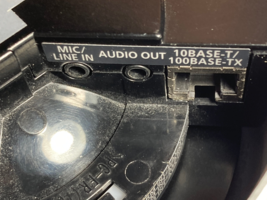 MIC/
LINE IN
AUDIO OUT
10BASE-T/
100BASE-TX